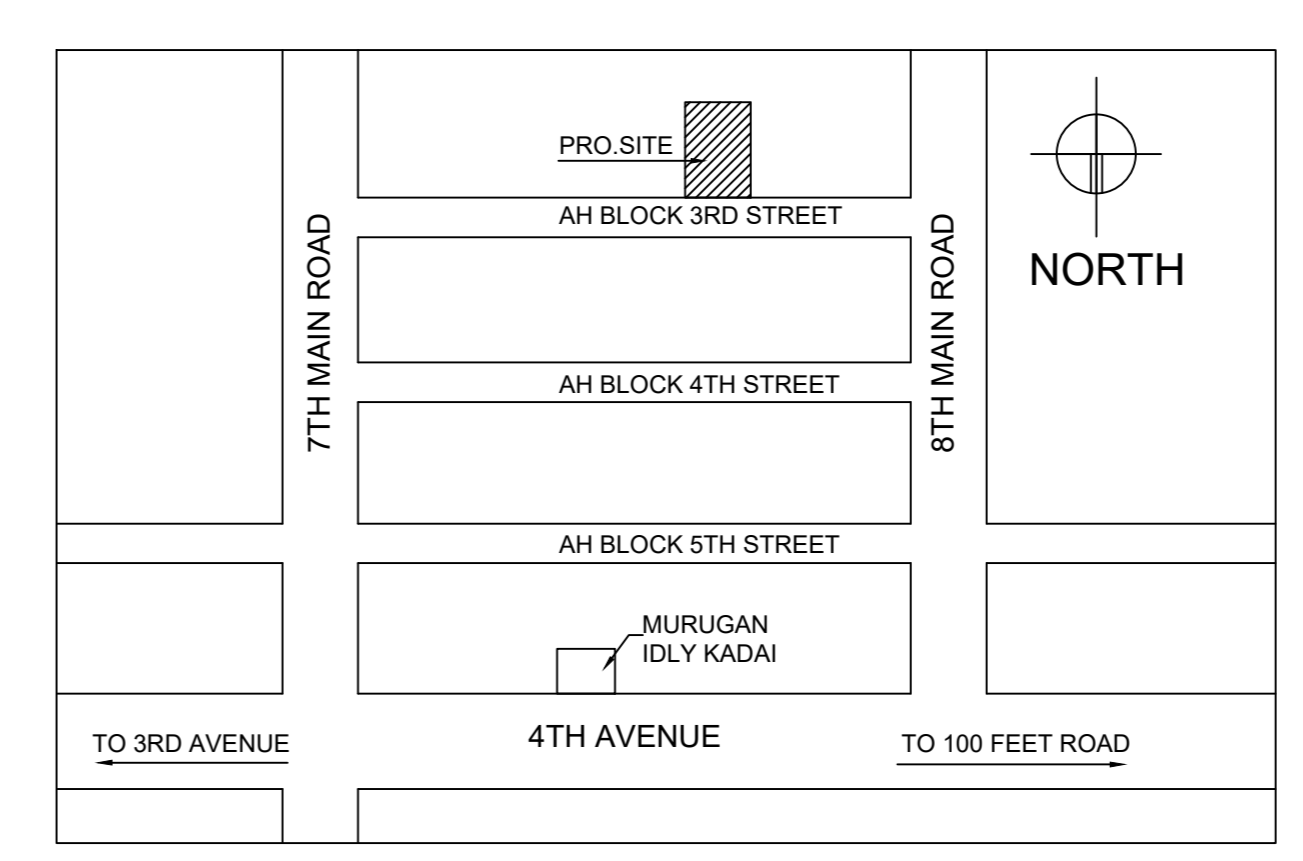 PRO.SITE
AH BLOCK 3RD STREET
7TH MAIN ROAD
8TH MAIN ROAD
NORTH
AH BLOCK 4TH STREET
AH BLOCK 5TH STREET
MURUGAN
IDLY KADAI
TO 3RD AVENUE
4TH AVENUE
TO 100 FEET ROAD